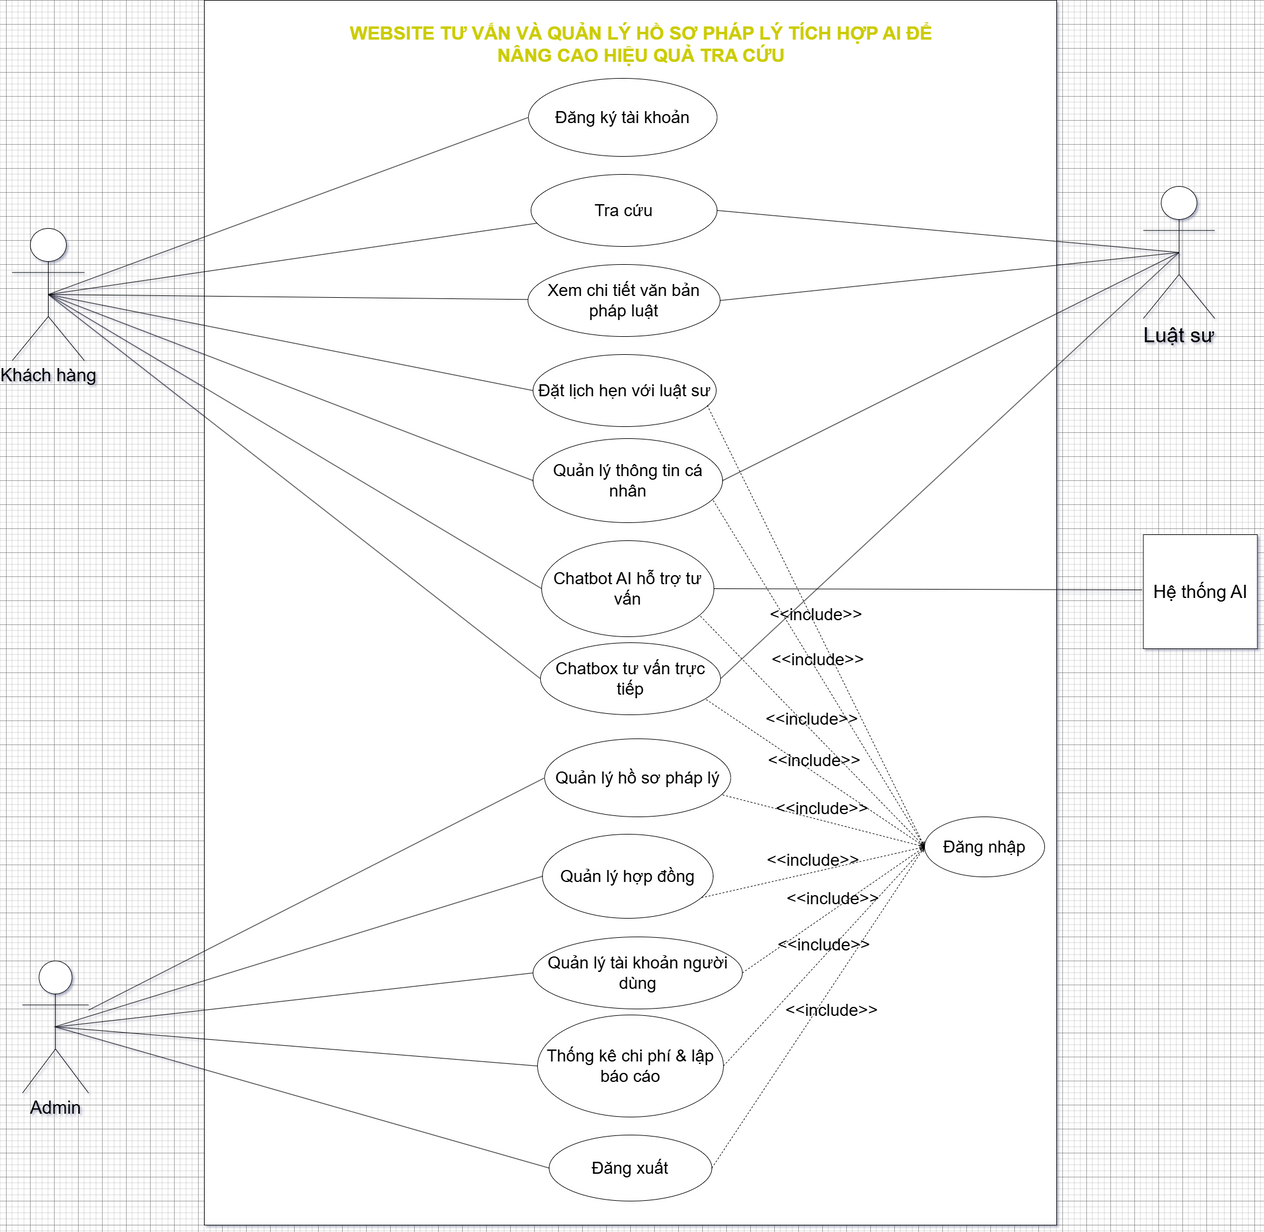 WEBSITE TƯ VẤN VÀ QUẢN LÝ HỒ SƠ PHÁP LÝ TÍCH HỢP AI ĐỂ
NÂNG CAO HIỆU QUẢ TRA CỨU
Đăng ký tài khoản
Tra cứu
Xem chi tiết văn bản
pháp luật
Luật sư
Khách hàng
Đặt lịch hẹn với luật sư
Quản lý thông tin cá
nhân
Chatbot AI hỗ trợ tư
vấn
Hệ thống AI
<<include>>
<<include>>
Chatbox tư vấn trực
tiếp
<<include>>
<<include>>
Quản lý hồ sơ pháp lý
<<include>>
Đăng nhập
<<include>>
Quản lý hợp đồng
<<include>>
<<include>>
Quản lý tài khoản người
dùng
<<include>>
Thống kê chi phí & lập
báo cáo
Admin
Đăng xuất